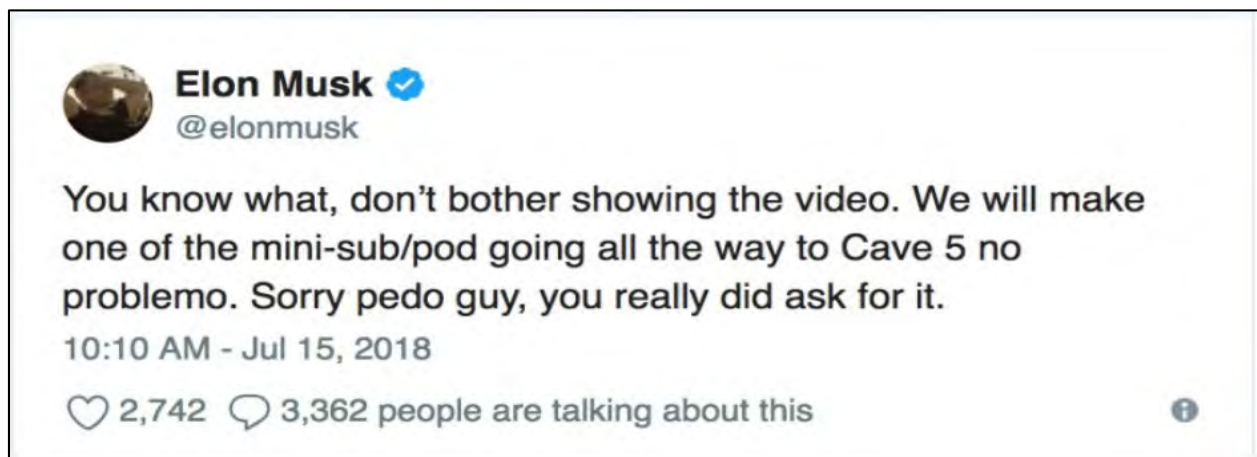 Elon Musk
@elonmusk
You know what, don't bother showing the video. We will make
one of the mini-sub/pod going all the way to Cave 5 no
problemo. Sorry pedo guy, you really did ask for it.
10:10 AM - Jul 15, 2018
2,742 3,362 people are talking about this